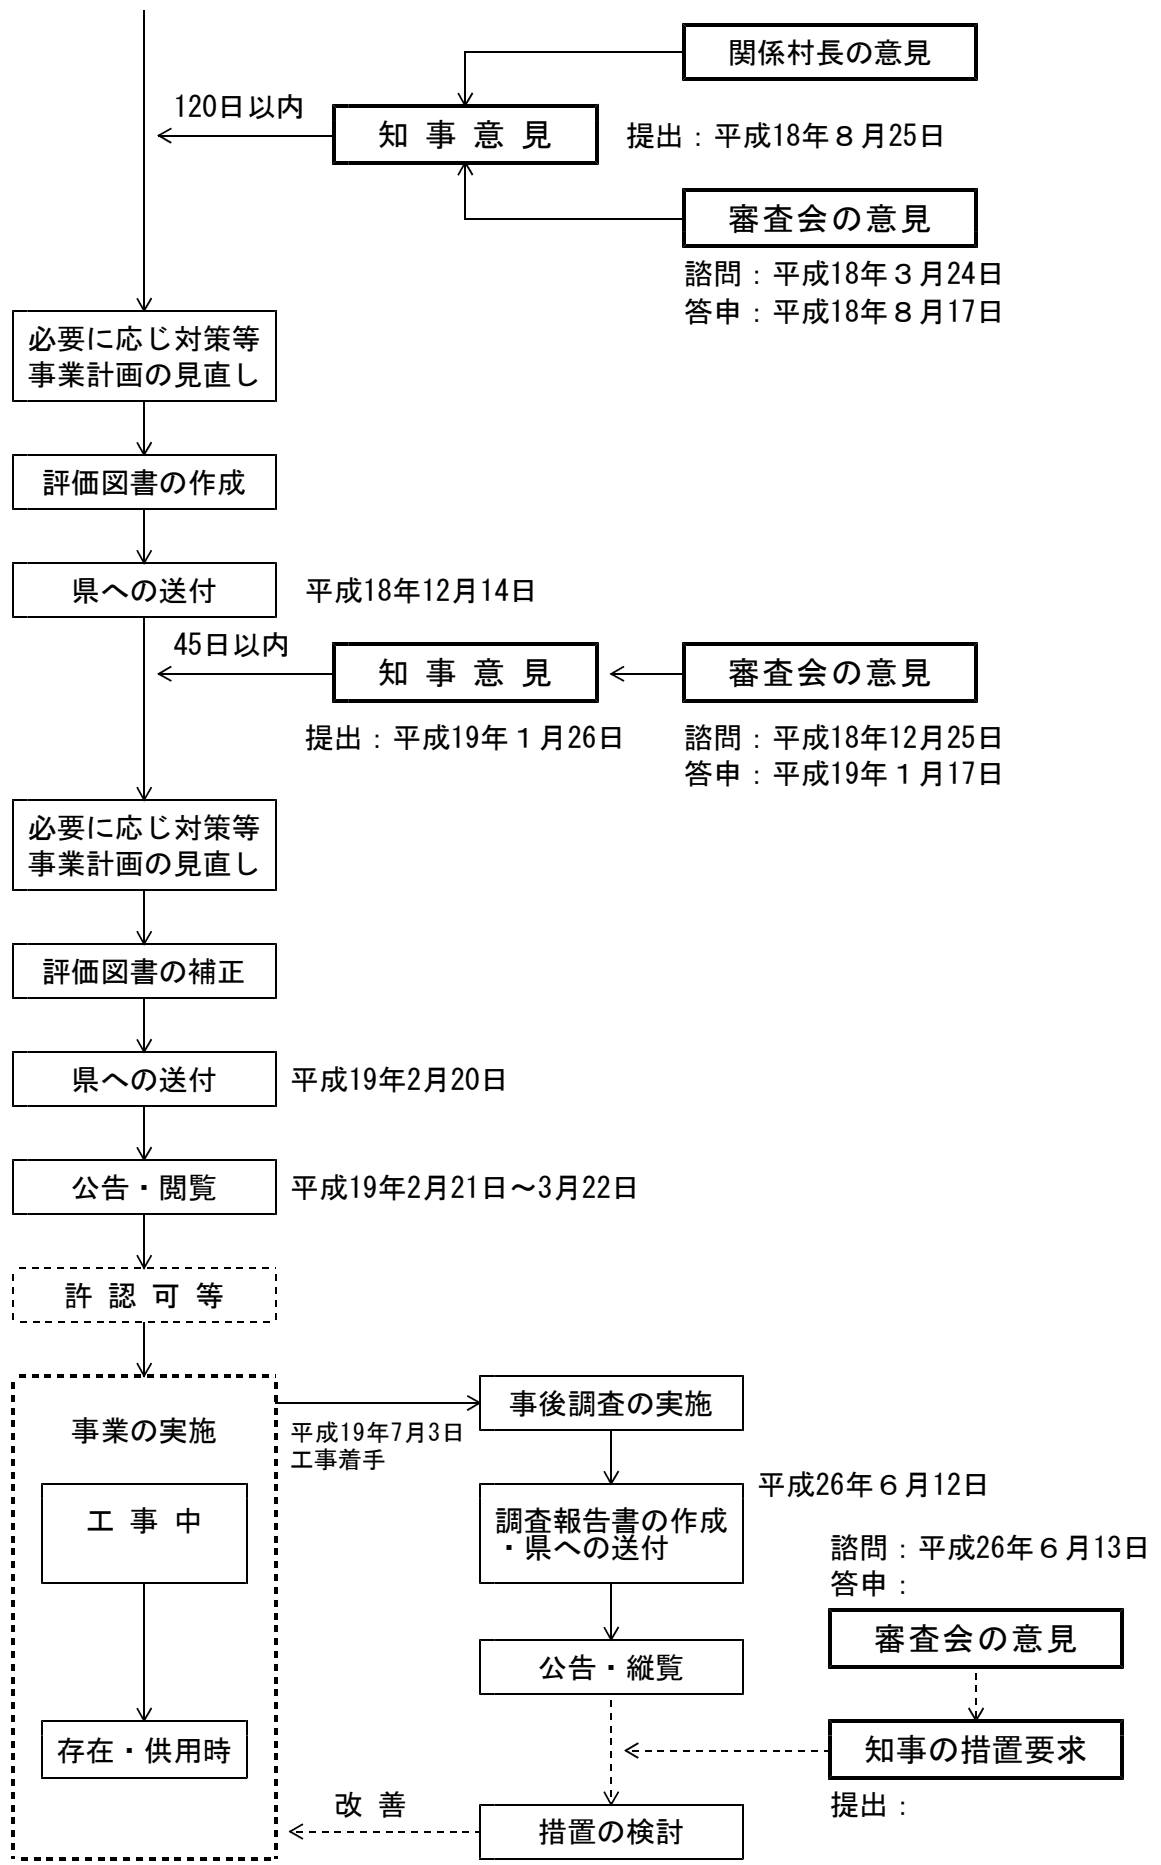 関係村長の意見
120日以内
知 事 意 見
提出：平成18年８月25日
審査会の意見
諮問：平成18年３月24日
答申：平成18年８月17日
必要に応じ対策等
事業計画の見直し
評価図書の作成
県への送付
平成18年12月14日
45日以内
知 事 意 見
審査会の意見
提出：平成19年１月26日
諮問：平成18年12月25日
答申：平成19年１月17日
必要に応じ対策等
事業計画の見直し
評価図書の補正
県への送付
平成19年2月20日
公告・閲覧
平成19年2月21日～3月22日
許 認 可 等
事業の実施
平成19年7月3日
工事着手
事後調査の実施
工 事 中
調査報告書の作成
・県への送付
平成26年６月12日
諮問：平成26年６月13日
答申：
審査会の意見
公告・縦覧
存在・供用時
知事の措置要求
提出：
改 善
措置の検討